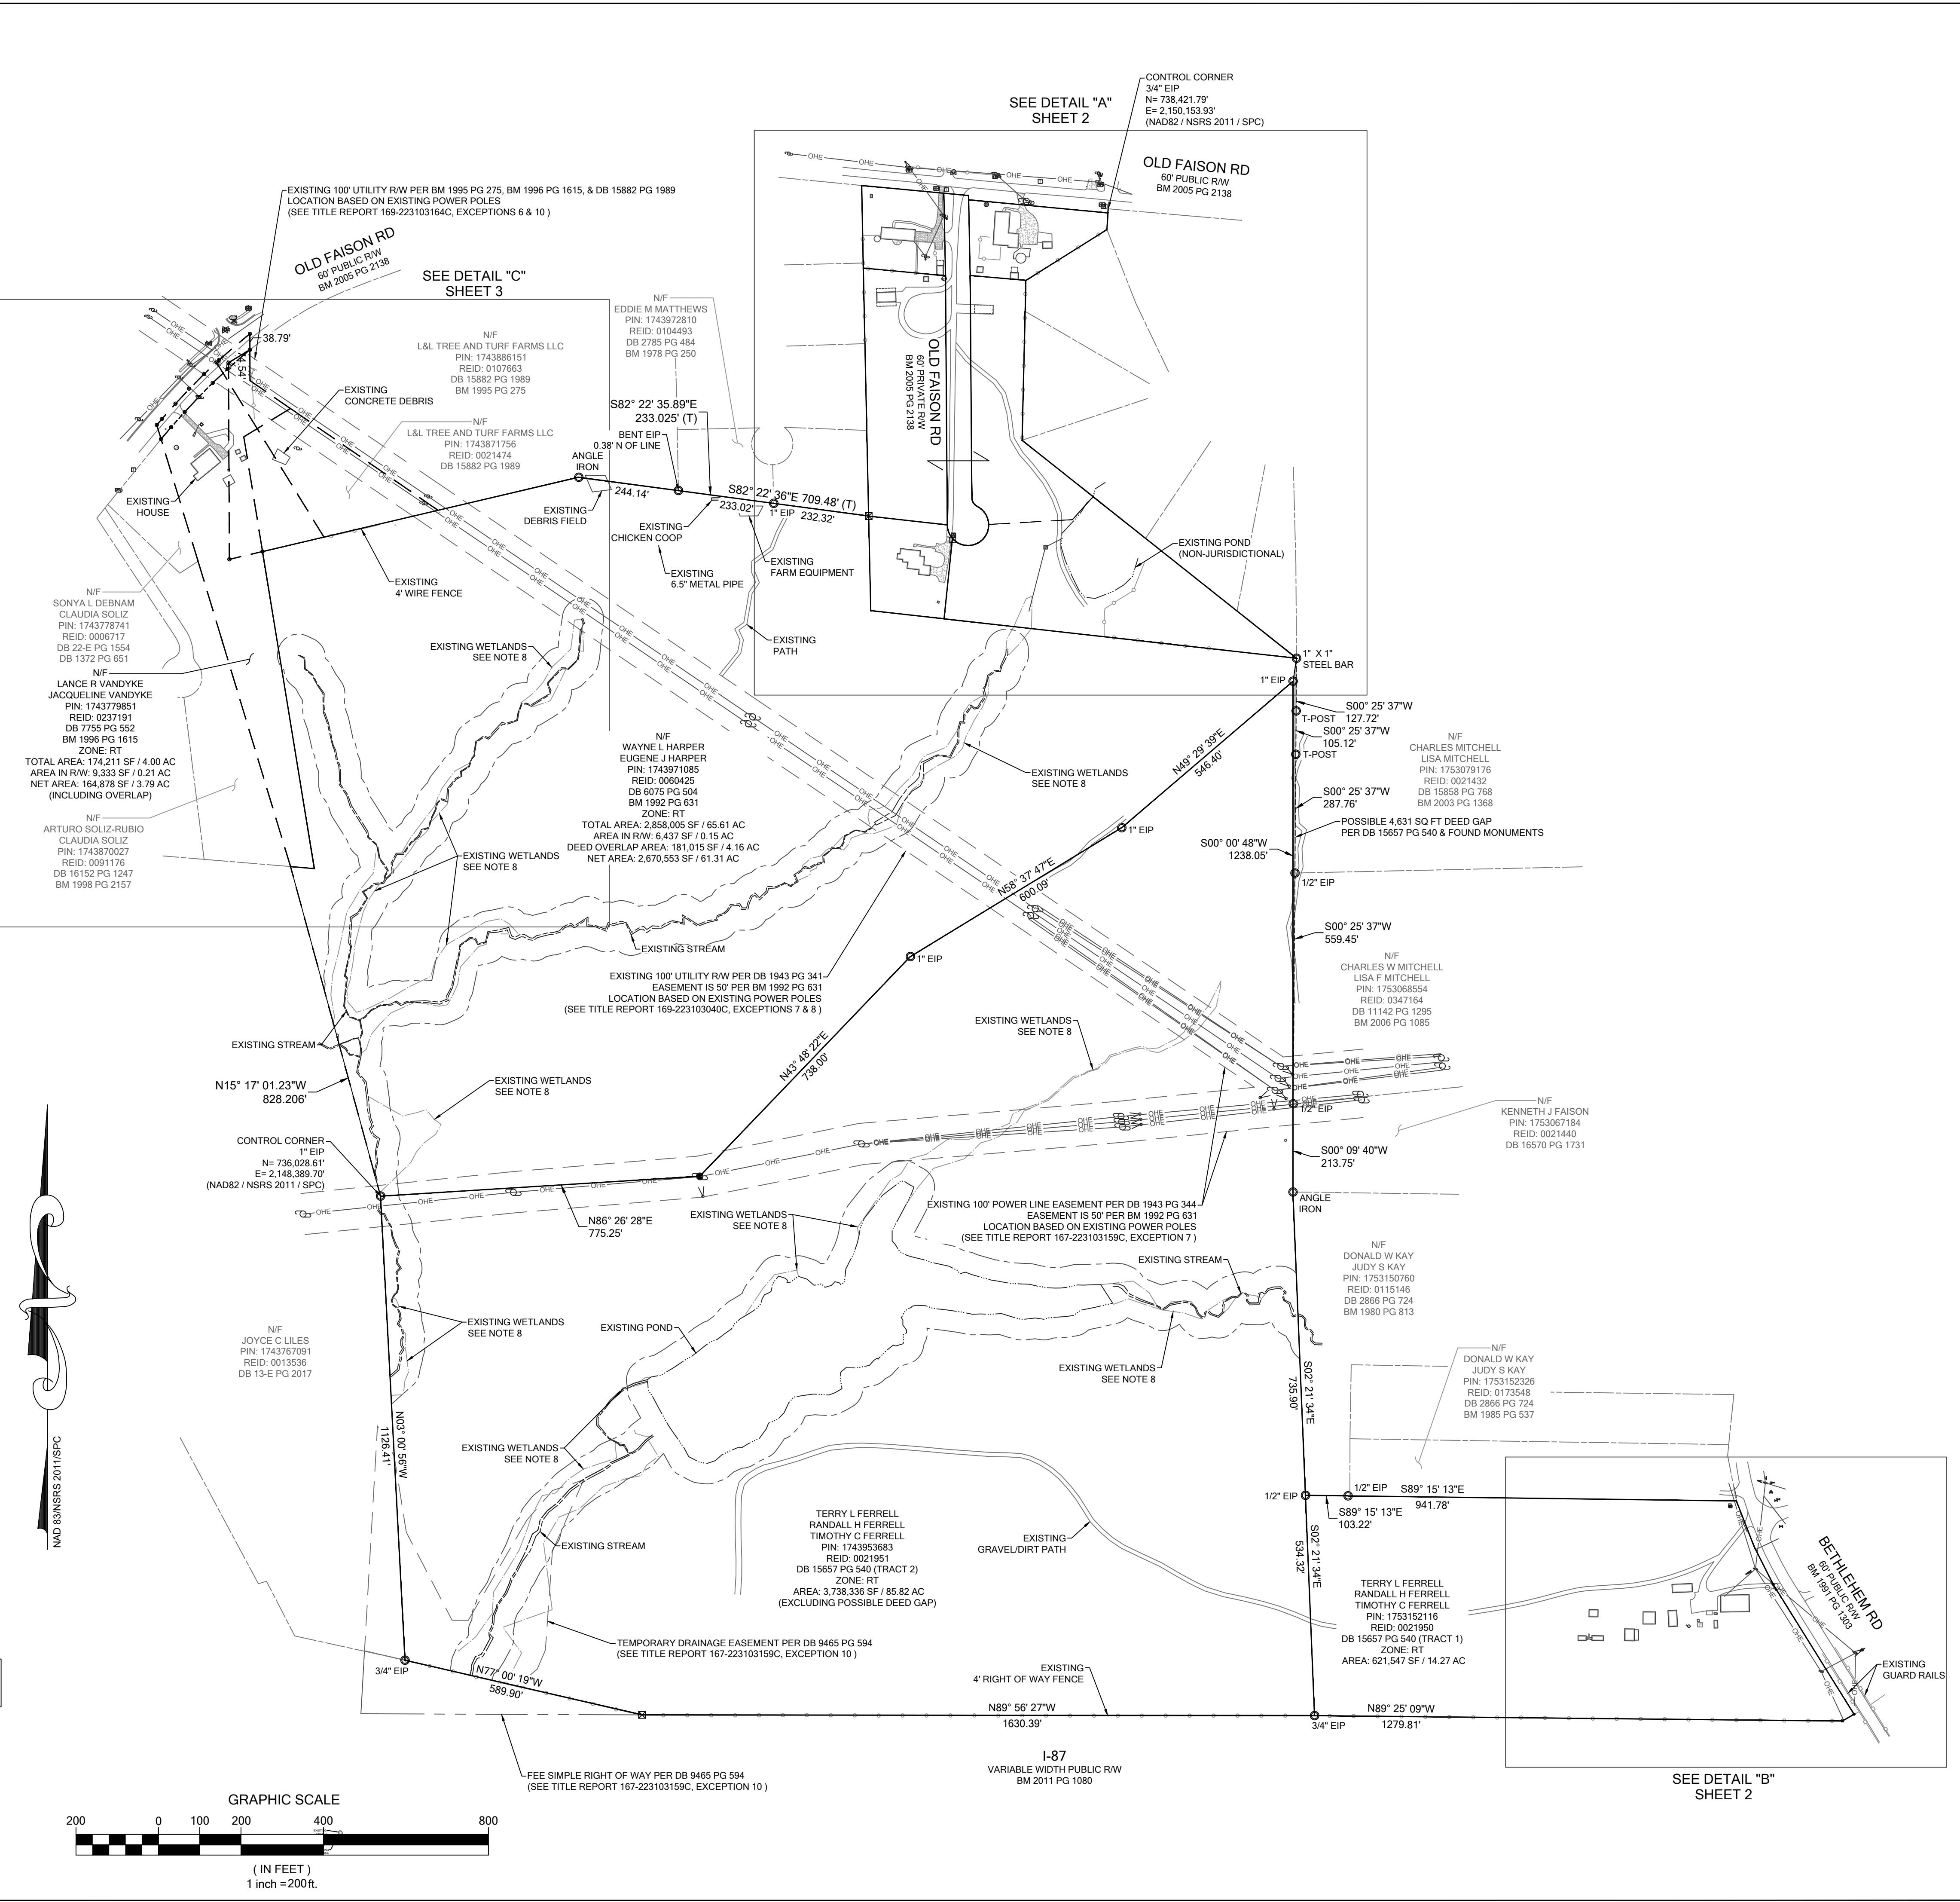 CONTROL CORNER
3/4" EIP
N= 738,421.79'
E= 2,150,153.93'
(NAD82 / NSRS 2011 / SPC)
SEE DETAIL "A"
SHEET 2
OLD FAISON RD
60' PUBLIC R/W
BM 2005 PG 2138
EXISTING 100' UTILITY R/W PER BM 1995 PG 275, BM 1996 PG 1615, & DB 15882 PG 1989
LOCATION BASED ON EXISTING POWER POLES
(SEE TITLE REPORT 169-223103164C, EXCEPTIONS 6 & 10 )
OLD FAISON RD
60' PUBLIC R/W
BM 2005 PG 2138
SEE DETAIL "C"
SHEET 3
38.79'
N/F
L&L TREE AND TURF FARMS LLC
PIN: 1743886151
REID: 0107663
DB 15882 PG 1989
BM 1995 PG 275
N/F
EDDIE M MATTHEWS
PIN: 1743972810
REID: 0104493
DB 2785 PG 484
BM 1978 PG 250
OLD FAISON RD
60' PRIVATE R/W
BM 2005 PG 2138
EXISTING
CONCRETE DEBRIS
N/F
L&L TREE AND TURF FARMS LLC
PIN: 1743871756
REID: 0021474
DB 15882 PG 1989
S82° 22' 35.89"E
233.025' (T)
BENT EIP
0.38' N OF LINE
ANGLE
IRON
244.14'
S82° 22' 36"E 709.48' (T)
233.02'
1" EIP
232.32'
EXISTING
HOUSE
EXISTING
DEBRIS FIELD
EXISTING
CHICKEN COOP
EXISTING
6.5" METAL PIPE
EXISTING
FARM EQUIPMENT
EXISTING POND
(NON-JURISDICTIONAL)
EXISTING
4' WIRE FENCE
EXISTING
PATH
N/F
SONYA L DEBNAM
CLAUDIA SOLIZ
PIN: 1743778741
REID: 0006717
DB 22-E PG 1554
DB 1372 PG 651
N/F
LANCE R VANDYKE
JACQUELINE VANDYKE
PIN: 1743779851
REID: 0237191
DB 7755 PG 552
BM 1996 PG 1615
ZONE: RT
TOTAL AREA: 174,211 SF / 4.00 AC
AREA IN R/W: 9,333 SF / 0.21 AC
NET AREA: 164,878 SF / 3.79 AC
(INCLUDING OVERLAP)
N/F
ARTURO SOLIZ-RUBIO
CLAUDIA SOLIZ
PIN: 1743870027
REID: 0091176
DB 16152 PG 1247
BM 1998 PG 2157
EXISTING WETLANDS
SEE NOTE 8
1" X 1"
STEEL BAR
1" EIP
S00° 25' 37"W
127.72'
T-POST
S00° 25' 37"W
105.12'
T-POST
N/F
CHARLES MITCHELL
LISA MITCHELL
PIN: 1753079176
REID: 0021432
DB 15858 PG 768
BM 2003 PG 1368
N/F
WAYNE L HARPER
EUGENE J HARPER
PIN: 1743971085
REID: 0060425
DB 6075 PG 504
BM 1992 PG 631
ZONE: RT
TOTAL AREA: 2,858,005 SF / 65.61 AC
AREA IN R/W: 6,437 SF / 0.15 AC
DEED OVERLAP AREA: 181,015 SF / 4.16 AC
NET AREA: 2,670,553 SF / 61.31 AC
N49° 29' 39"E
546.40'
EXISTING WETLANDS
SEE NOTE 8
S00° 25' 37"W
287.76'
POSSIBLE 4,631 SQ FT DEED GAP
PER DB 15657 PG 540 & FOUND MONUMENTS
S00° 00' 48"W
1238.05'
1" EIP
EXISTING WETLANDS
SEE NOTE 8
N58° 37' 47"E
600.09'
1/2" EIP
S00° 25' 37"W
559.45'
EXISTING STREAM
1" EIP
N/F
CHARLES W MITCHELL
LISA F MITCHELL
PIN: 1753068554
REID: 0347164
DB 11142 PG 1295
BM 2006 PG 1085
EXISTING 100' UTILITY R/W PER DB 1943 PG 341
EASEMENT IS 50' PER BM 1992 PG 631
LOCATION BASED ON EXISTING POWER POLES
(SEE TITLE REPORT 169-223103040C, EXCEPTIONS 7 & 8 )
EXISTING WETLANDS
SEE NOTE 8
EXISTING STREAM
N43° 48' 22"E
738.00'
N15° 17' 01.23"W
828.206'
EXISTING WETLANDS
SEE NOTE 8
1/2" EIP
N/F
KENNETH J FAISON
PIN: 1753067184
REID: 0021440
DB 16570 PG 1731
CONTROL CORNER
1" EIP
N= 736,028.61'
E= 2,148,389.70'
(NAD82 / NSRS 2011 / SPC)
S00° 09' 40"W
213.75'
ANGLE
IRON
N86° 26' 28"E
775.25'
EXISTING WETLANDS
SEE NOTE 8
EXISTING 100' POWER LINE EASEMENT PER DB 1943 PG 344
EASEMENT IS 50' PER BM 1992 PG 631
LOCATION BASED ON EXISTING POWER POLES
(SEE TITLE REPORT 167-223103159C, EXCEPTION 7 )
EXISTING STREAM
N/F
DONALD W KAY
JUDY S KAY
PIN: 1753150760
REID: 0115146
DB 2866 PG 724
BM 1980 PG 813
NAD 83/NSRS 2011/SPC
N/F
JOYCE C LILES
PIN: 1743767091
REID: 0013536
DB 13-E PG 2017
EXISTING WETLANDS
SEE NOTE 8
EXISTING POND
EXISTING WETLANDS
SEE NOTE 8
S02° 21' 34"E
735.90'
N/F
DONALD W KAY
JUDY S KAY
PIN: 1753152326
REID: 0173548
DB 2866 PG 724
BM 1985 PG 537
N03° 00' 56"W
1126.41'
EXISTING WETLANDS
SEE NOTE 8
1/2" EIP
1/2" EIP
S89° 15' 13"E
941.78'
S89° 15' 13"E
103.22'
TERRY L FERRELL
RANDALL H FERRELL
TIMOTHY C FERRELL
PIN: 1743953683
REID: 0021951
DB 15657 PG 540 (TRACT 2)
ZONE: RT
AREA: 3,738,336 SF / 85.82 AC
(EXCLUDING POSSIBLE DEED GAP)
EXISTING
GRAVEL/DIRT PATH
S02° 21' 34"E
534.32'
EXISTING STREAM
BETHLEHEM RD
60' PUBLIC R/W
BM 1991 PG 1303
TERRY L FERRELL
RANDALL H FERRELL
TIMOTHY C FERRELL
PIN: 1753152116
REID: 0021950
DB 15657 PG 540 (TRACT 1)
ZONE: RT
AREA: 621,547 SF / 14.27 AC
TEMPORARY DRAINAGE EASEMENT PER DB 9465 PG 594
(SEE TITLE REPORT 167-223103159C, EXCEPTION 10 )
3/4" EIP
N77° 00' 19"W
589.90'
EXISTING
4' RIGHT OF WAY FENCE
EXISTING
GUARD RAILS
N89° 56' 27"W
1630.39'
3/4" EIP
N89° 25' 09"W
1279.81'
I-87
VARIABLE WIDTH PUBLIC R/W
BM 2011 PG 1080
FEE SIMPLE RIGHT OF WAY PER DB 9465 PG 594
(SEE TITLE REPORT 167-223103159C, EXCEPTION 10 )
SEE DETAIL "B"
SHEET 2
GRAPHIC SCALE
200 0 100 200 400 800
( IN FEET )
1 inch = 200 ft.